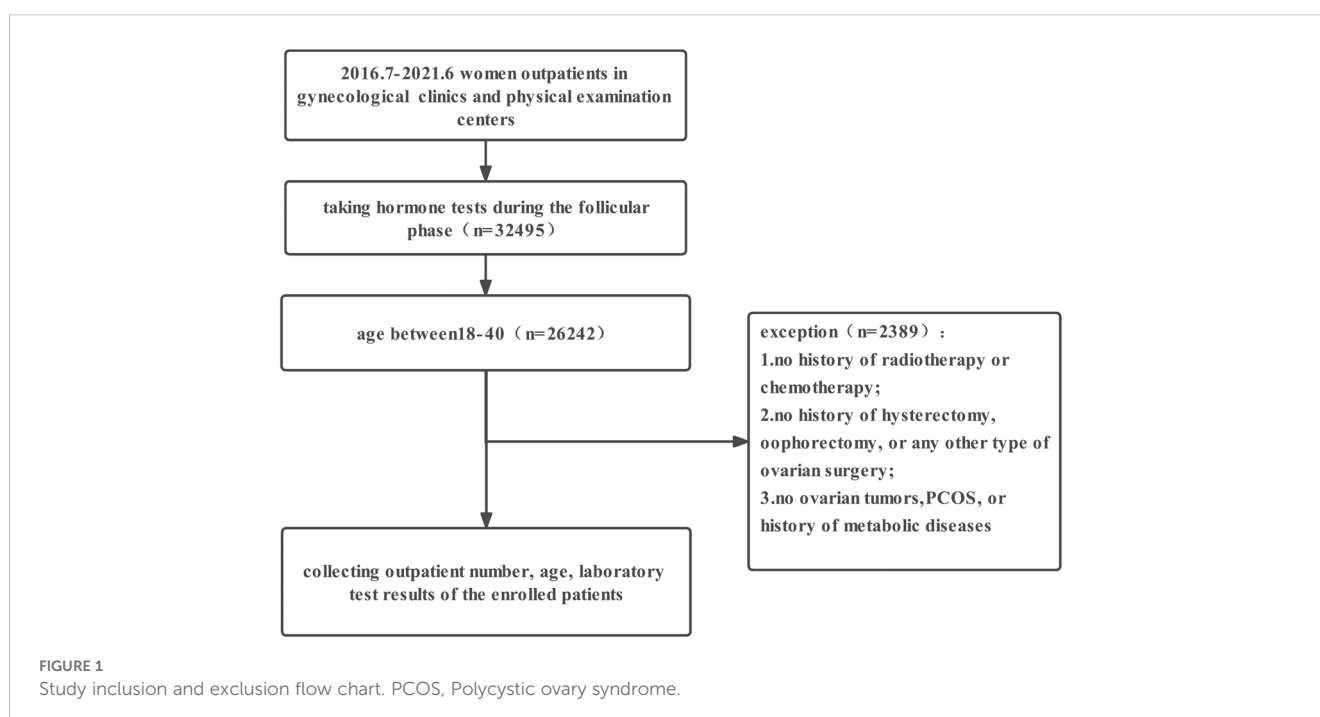 2016.7-2021.6 women outpatients in
gynecological clinics and physical examination
centers
taking hormone tests during the follicular
phase（n=32495）
age between18-40（n=26242）
exception（n=2389）：
1.no history of radiotherapy or
chemotherapy;
2.no history of hysterectomy,
oophorectomy, or any other type of
ovarian surgery;
3.no ovarian tumors,PCOS, or
history of metabolic diseases
collecting outpatient number, age, laboratory
test results of the enrolled patients
FIGURE 1
Study inclusion and exclusion flow chart. PCOS, Polycystic ovary syndrome.